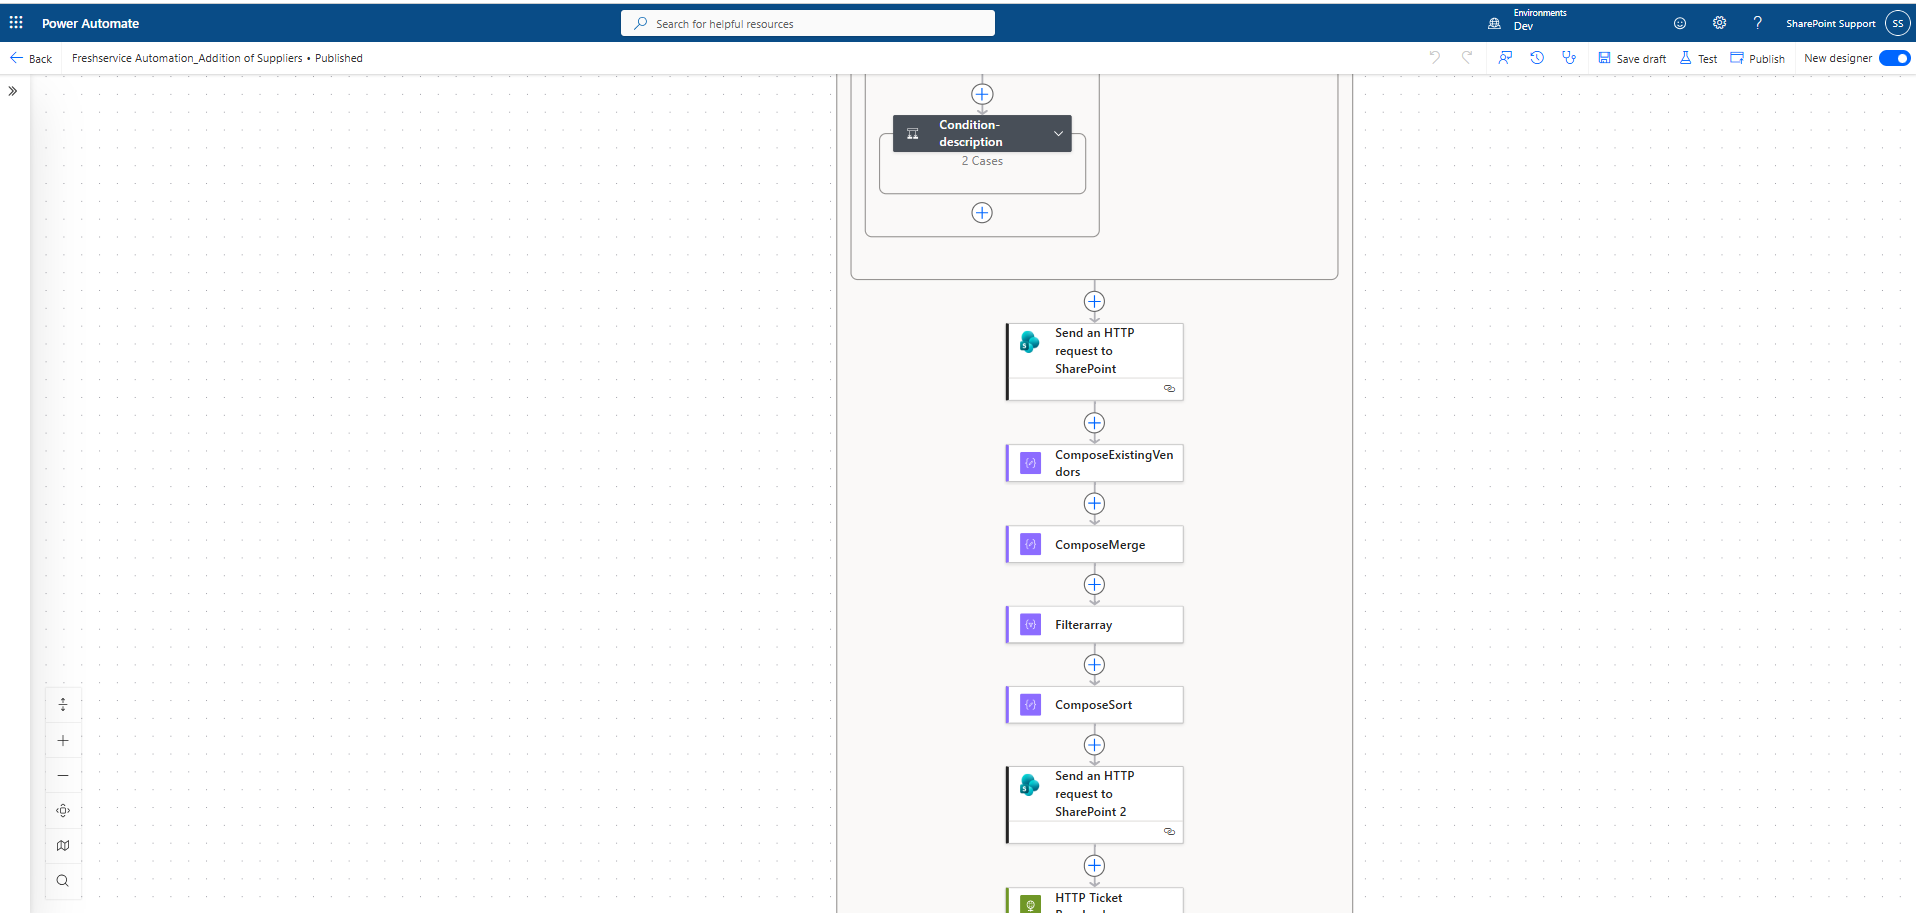 Power Automate
Search for helpful resources
Environments
Dev
SharePoint Support
SS
Back
Freshservice Automation_Addition of Suppliers • Published
Save draft
Test
Publish
New designer
Condition-
description
2 Cases
Send an HTTP
request to
SharePoint
ComposeExistingVen
dors
ComposeMerge
Filterarray
ComposeSort
Send an HTTP
request to
SharePoint 2
HTTP Ticket